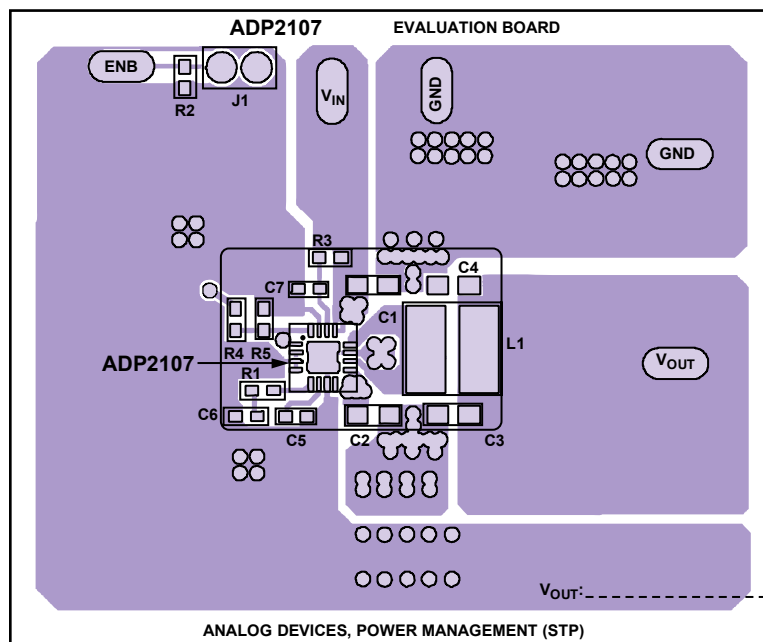 ADP2107 EVALUATION BOARD
ENB
R2
J1
VIN
GND
GND
R3
C7
C4
C1
L1
R4 R5
ADP2107
VOUT
R1
C6
C5
C2
C3
VOUT:
ANALOG DEVICES, POWER MANAGEMENT (STP)